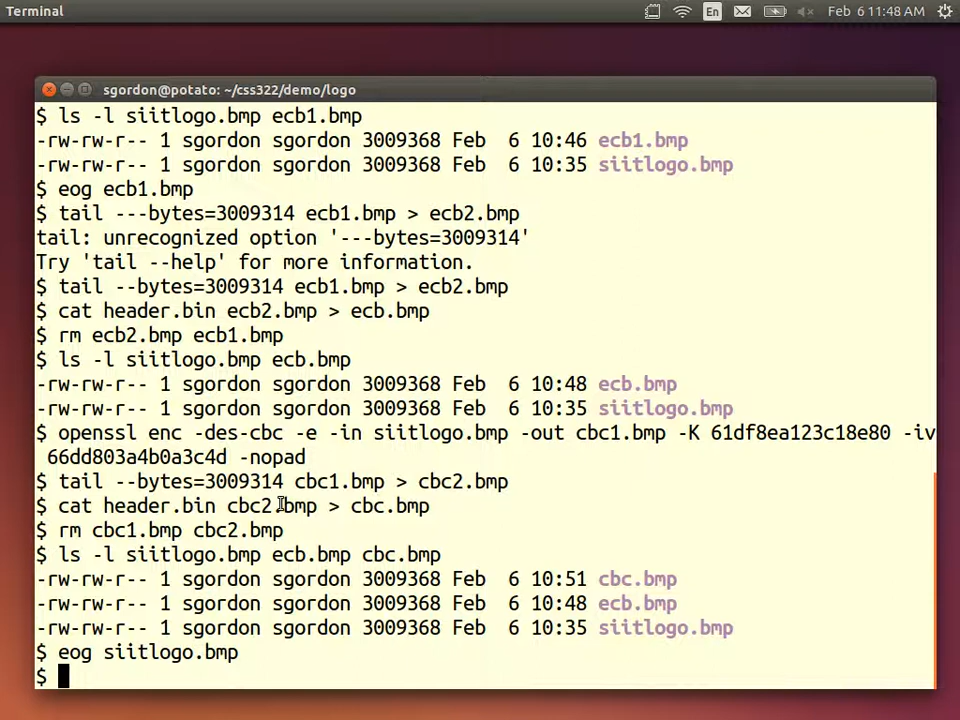 Terminal
En
Feb 6 11:48 AM
sgordon@potato: ~/css322/demo/logo
$ ls -l siitlogo.bmp ecb1.bmp
-rw-rw-r-- 1 sgordon sgordon 3009368 Feb  6 10:46 ecb1.bmp
-rw-rw-r-- 1 sgordon sgordon 3009368 Feb  6 10:35 siitlogo.bmp
$ eog ecb1.bmp
$ tail ---bytes=3009314 ecb1.bmp > ecb2.bmp
tail: unrecognized option '---bytes=3009314'
Try 'tail --help' for more information.
$ tail --bytes=3009314 ecb1.bmp > ecb2.bmp
$ cat header.bin ecb2.bmp > ecb.bmp
$ rm ecb2.bmp ecb1.bmp
$ ls -l siitlogo.bmp ecb.bmp
-rw-rw-r-- 1 sgordon sgordon 3009368 Feb  6 10:48 ecb.bmp
-rw-rw-r-- 1 sgordon sgordon 3009368 Feb  6 10:35 siitlogo.bmp
$ openssl enc -des-cbc -e -in siitlogo.bmp -out cbc1.bmp -K 61df8ea123c18e80 -iv
66dd803a4b0a3c4d -nopad
$ tail --bytes=3009314 cbc1.bmp > cbc2.bmp
$ cat header.bin cbc2.bmp > cbc.bmp
$ rm cbc1.bmp cbc2.bmp
$ ls -l siitlogo.bmp ecb.bmp cbc.bmp
-rw-rw-r-- 1 sgordon sgordon 3009368 Feb  6 10:51 cbc.bmp
-rw-rw-r-- 1 sgordon sgordon 3009368 Feb  6 10:48 ecb.bmp
-rw-rw-r-- 1 sgordon sgordon 3009368 Feb  6 10:35 siitlogo.bmp
$ eog siitlogo.bmp
$